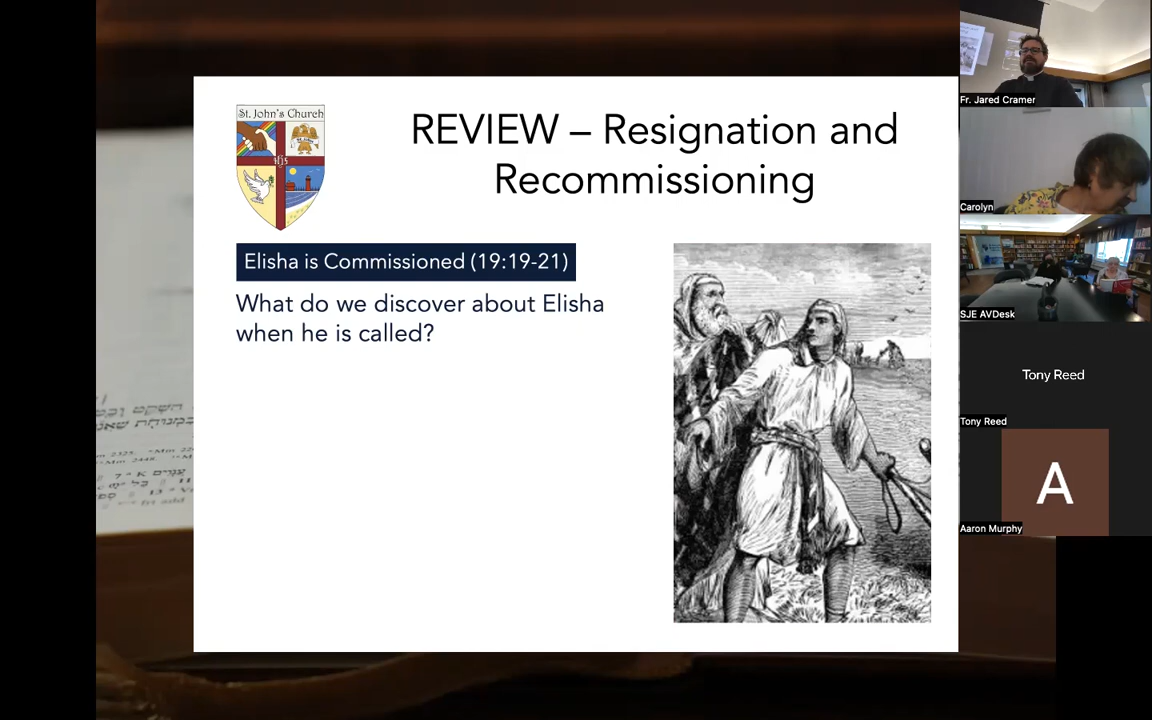 St. John's Church
REVIEW – Resignation and
Recommissioning
Elisha is Commissioned (19:19-21)
What do we discover about Elisha
when he is called?
Fr. Jared Cramer
Carolyn
SJE AVDesk
Tony Reed
Tony Reed
A
Aaron Murphy